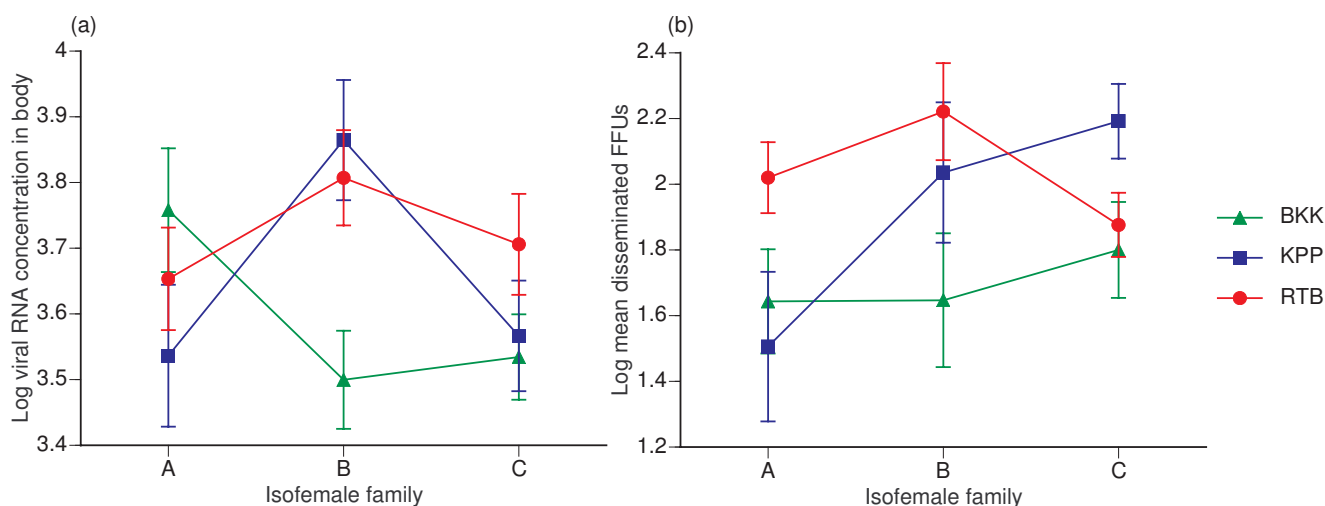 (a)
Log viral RNA concentration in body
4
3.9
3.8
3.7
3.6
3.5
3.4
A B C
Isofemale family
(b)
Log mean disseminated FFUs
2.4
2.2
2
1.8
1.6
1.4
1.2
A B C
Isofemale family
BKK
KPP
RTB